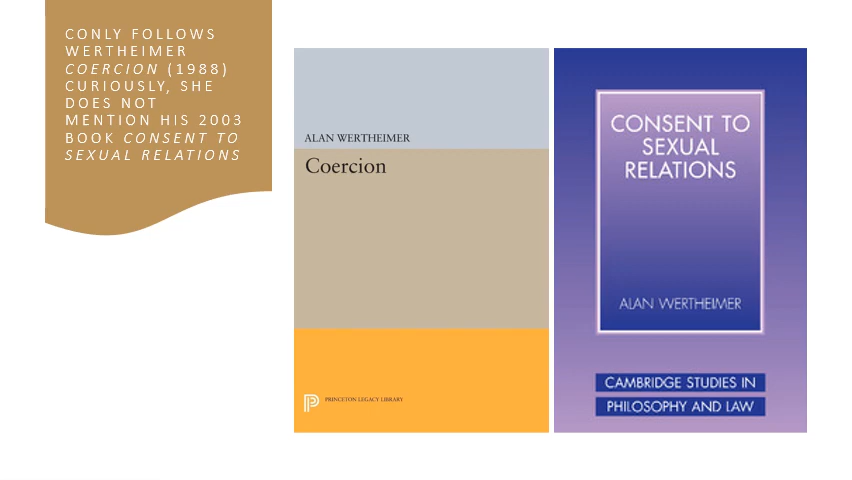 CONLY FOLLOWS
WERTHEIMER
COERCION (1988)
CURIOUSLY, SHE
DOES NOT
MENTION HIS 2003
BOOK CONSENT TO
SEXUAL RELATIONS
ALAN WERTHEIMER
Coercion
PRINCETON LEGACY LIBRARY
CONSENT TO
SEXUAL
RELATIONS
ALAN WERTHEIMER
CAMBRIDGE STUDIES IN
PHILOSOPHY AND LAW